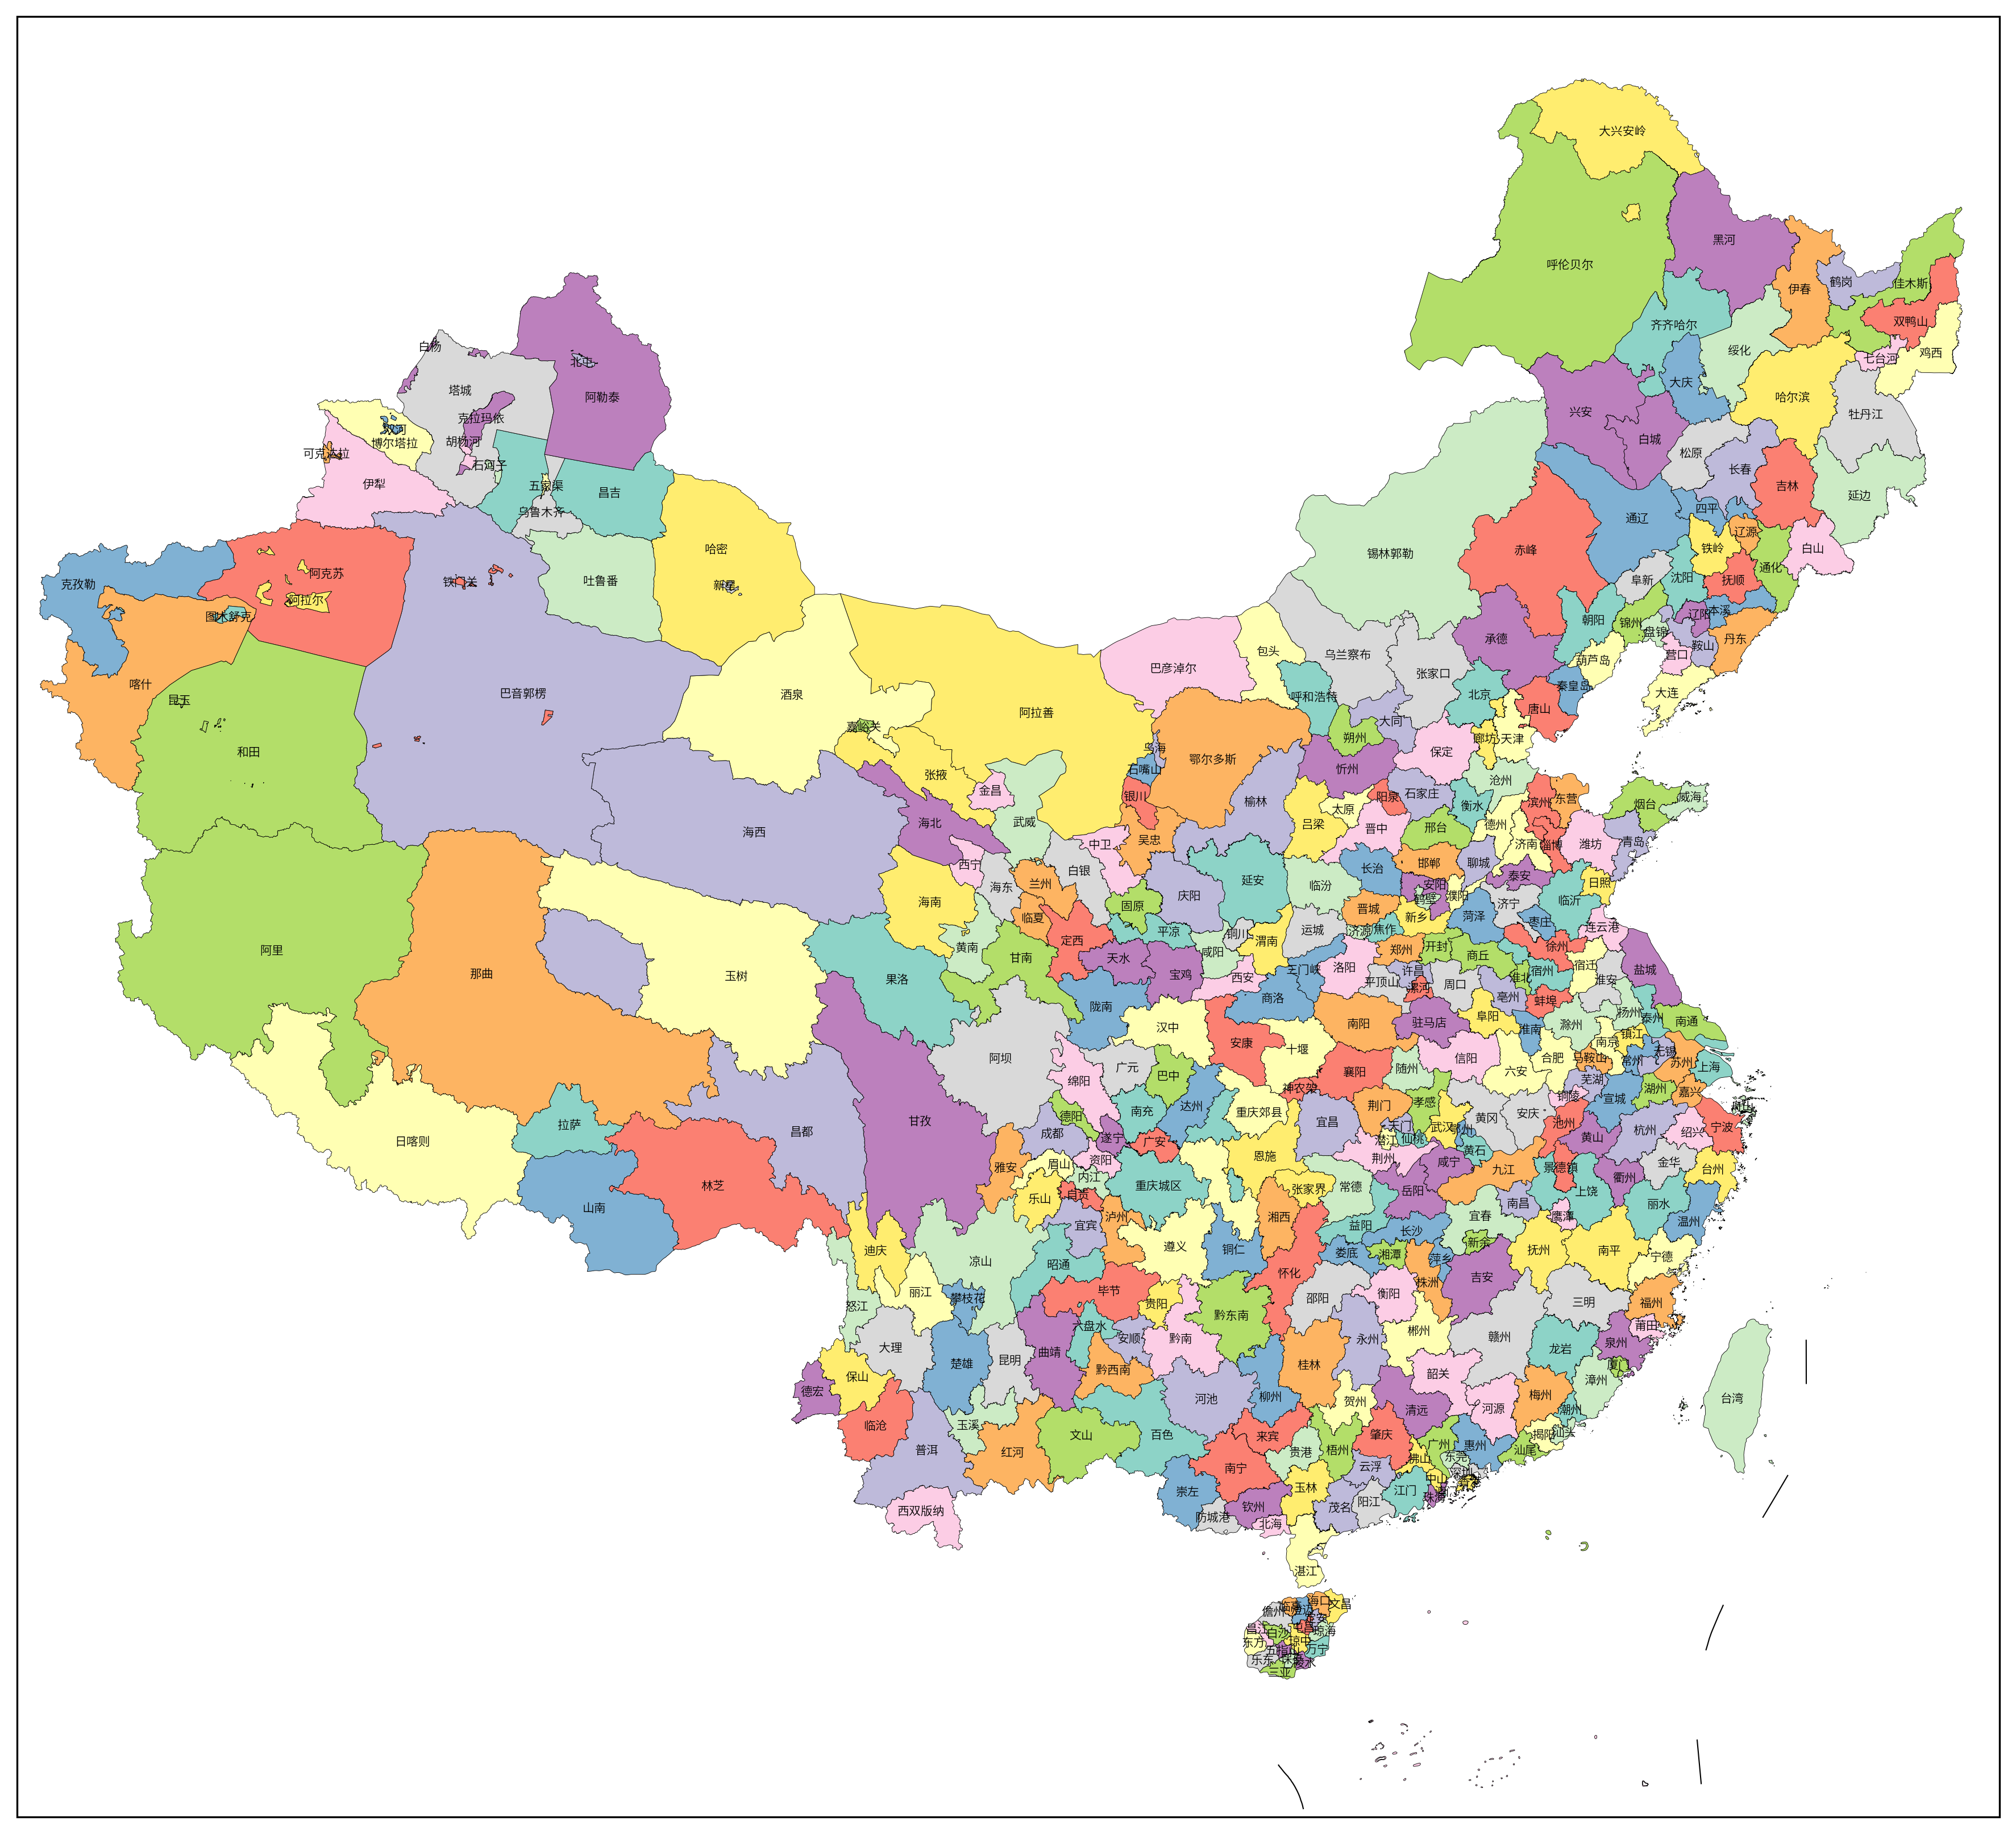 大兴安岭
呼伦贝尔
黑河
伊春
鹤岗
佳木斯
双鸭山
七台河
鸡西
齐齐哈尔
绥化
大庆
哈尔滨
牡丹江
兴安
白城
松原
长春
吉林
延边
通辽
四平
辽源
铁岭
白山
通化
抚顺
沈阳
阜新
赤峰
锡林郭勒
朝阳
锦州
盘锦
辽阳
本溪
鞍山
丹东
营口
葫芦岛
大连
承德
秦皇岛
唐山
北京
天津
廊坊
张家口
乌兰察布
包头
呼和浩特
巴彦淖尔
大同
朔州
忻州
保定
沧州
石家庄
衡水
阳泉
太原
晋中
吕梁
邢台
邯郸
长治
临汾
晋城
运城
鄂尔多斯
榆林
延安
乌海
石嘴山
银川
吴忠
中卫
固原
阿拉善
白杨
北屯
阿勒泰
塔城
克拉玛依
胡杨河
石河子
双河
博尔塔拉
可克达拉
伊犁
五家渠
昌吉
乌鲁木齐
哈密
新星
吐鲁番
克孜勒
阿克苏
阿拉尔
图木舒克
铁门关
喀什
昆玉
和田
巴音郭楞
酒泉
嘉峪关
张掖
金昌
武威
海北
海西
西宁
海东
兰州
白银
临夏
定西
海南
黄南
甘南
果洛
玉树
平凉
庆阳
天水
陇南
宝鸡
咸阳
铜川
渭南
西安
商洛
汉中
安康
阿里
那曲
日喀则
拉萨
山南
林芝
昌都
甘孜
阿坝
绵阳
广元
巴中
达州
南充
德阳
成都
遂宁
广安
资阳
眉山
雅安
内江
乐山
自贡
宜宾
泸州
凉山
攀枝花
重庆郊县
重庆城区
滨州
东营
烟台
威海
青岛
潍坊
淄博
济南
德州
聊城
泰安
日照
临沂
济宁
枣庄
菏泽
安阳
鹤壁
濮阳
新乡
焦作
济源
郑州
开封
商丘
洛阳
三门峡
许昌
平顶山
漯河
周口
南阳
驻马店
信阳
连云港
徐州
宿迁
淮安
盐城
扬州
泰州
南通
镇江
南京
常州
无锡
苏州
上海
宿州
淮北
亳州
蚌埠
阜阳
淮南
滁州
合肥
六安
马鞍山
芜湖
铜陵
宣城
安庆
池州
黄山
湖州
嘉兴
舟山
杭州
绍兴
宁波
金华
台州
衢州
丽水
温州
十堰
襄阳
随州
神农架
宜昌
荆门
孝感
天门
武汉
鄂州
黄冈
潜江
仙桃
黄石
荆州
咸宁
恩施
九江
景德镇
上饶
南昌
鹰潭
宜春
新余
抚州
萍乡
吉安
赣州
张家界
常德
岳阳
湘西
益阳
长沙
娄底
湘潭
株洲
怀化
邵阳
衡阳
永州
郴州
南平
宁德
三明
福州
莆田
龙岩
泉州
厦门
漳州
台湾
遵义
铜仁
毕节
贵阳
黔东南
六盘水
安顺
黔南
黔西南
昭通
迪庆
丽江
怒江
大理
楚雄
昆明
曲靖
保山
德宏
临沧
玉溪
普洱
红河
文山
西双版纳
桂林
河池
柳州
贺州
百色
来宾
贵港
梧州
南宁
崇左
玉林
钦州
防城港
北海
韶关
清远
河源
梅州
潮州
汕头
揭阳
汕尾
惠州
广州
东莞
佛山
肇庆
云浮
深圳
中山
香港
珠海
江门
阳江
茂名
湛江
海口
文昌
儋州
琼海
昌江
白沙
东方
琼中
万宁
五指山
乐东
陵水
三亚